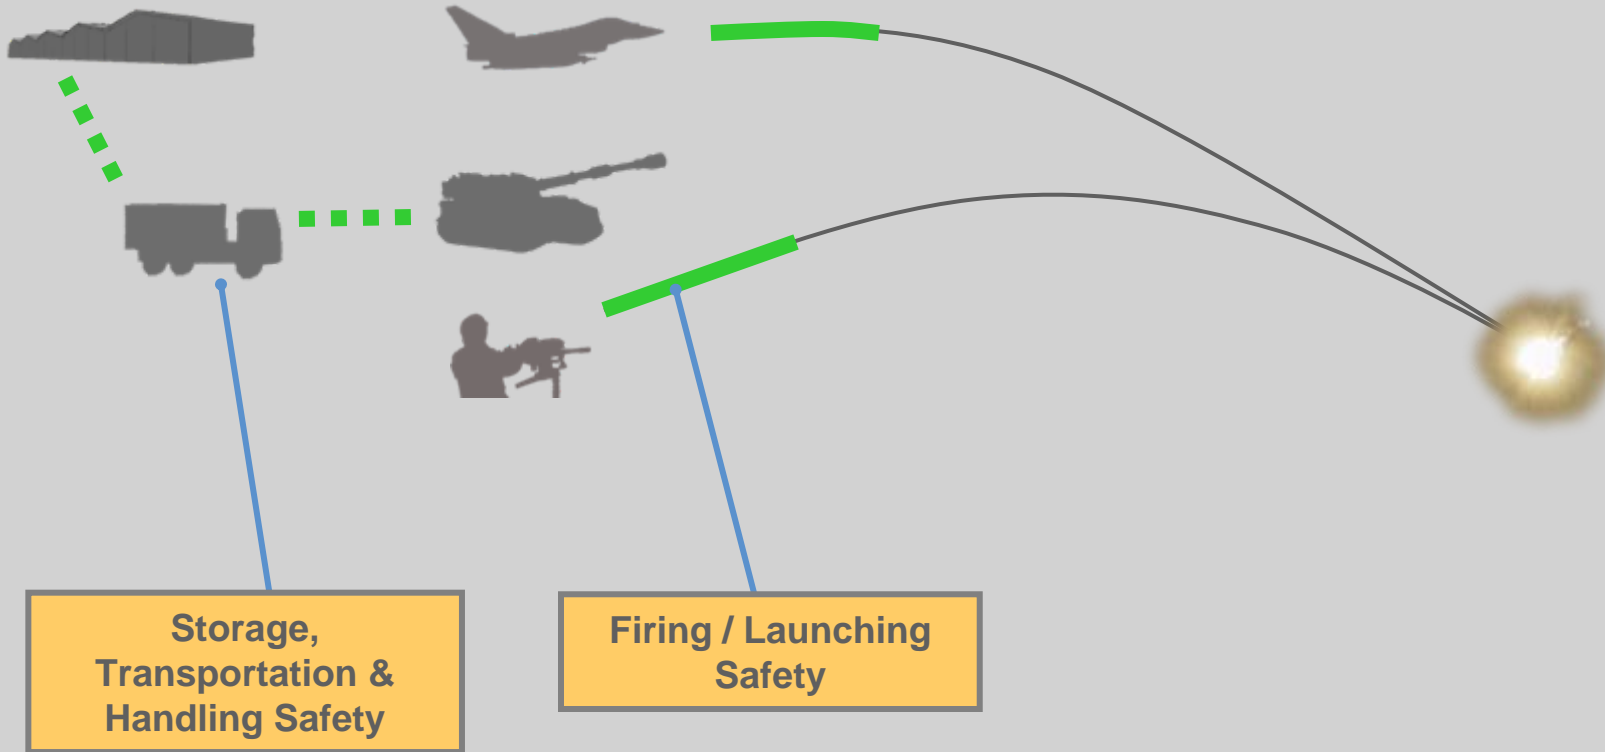 Storage,
Transportation &
Handling Safety
Firing / Launching
Safety